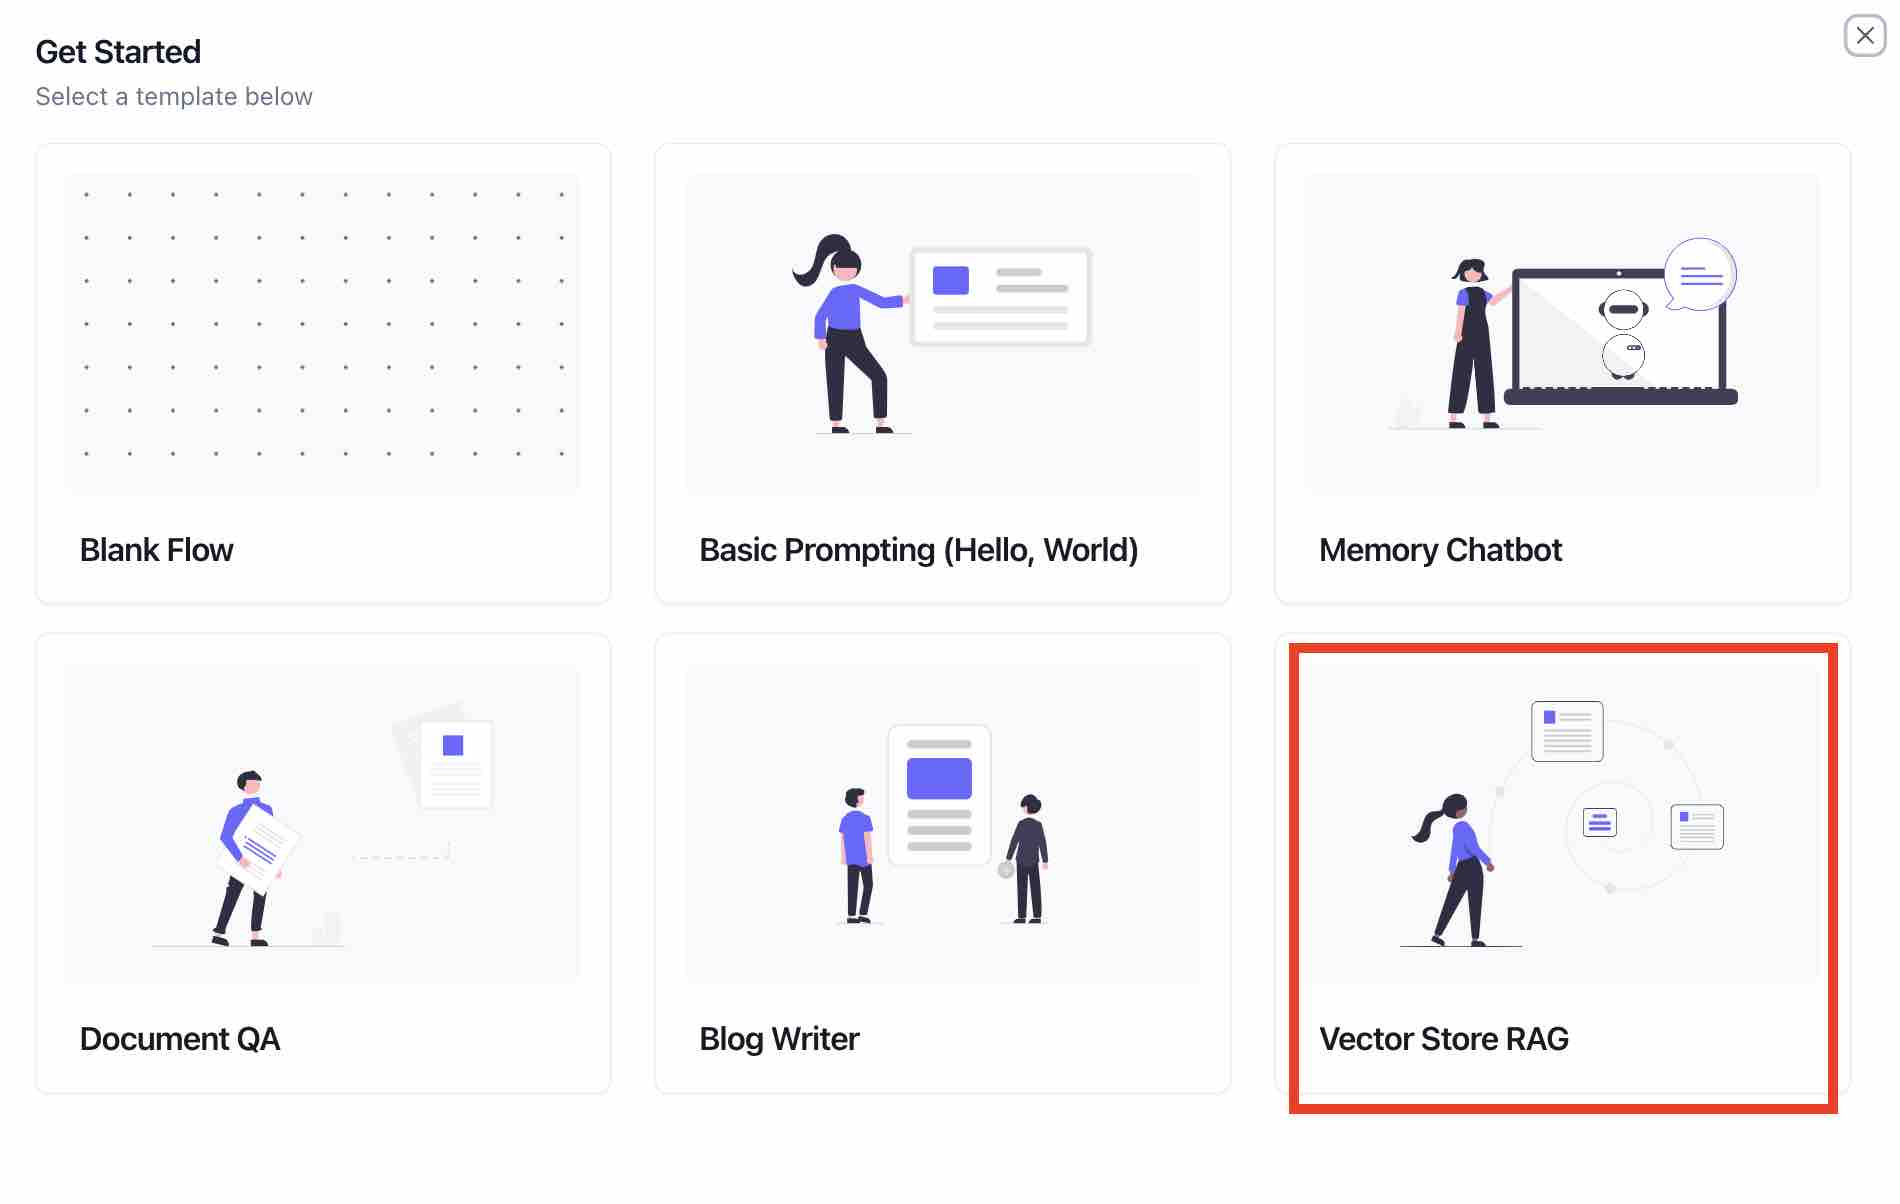 Get Started
Select a template below
Blank Flow
Basic Prompting (Hello, World)
Memory Chatbot
Document QA
Blog Writer
Vector Store RAG